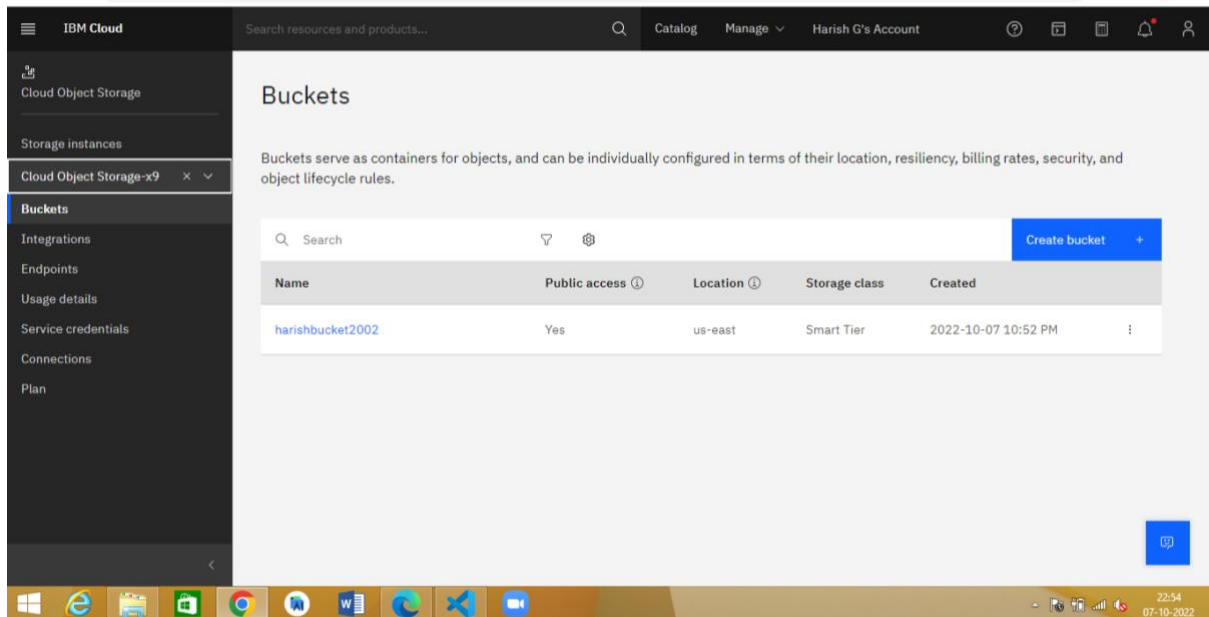 IBM Cloud
Search resources and products...
Catalog
Manage
Harish G's Account
Cloud Object Storage
Storage instances
Cloud Object Storage-x9
Buckets
Integrations
Endpoints
Usage details
Service credentials
Connections
Plan
Buckets
Buckets serve as containers for objects, and can be individually configured in terms of their location, resiliency, billing rates, security, and
object lifecycle rules.
Search
Create bucket +
Name Public access Location Storage class Created
harishbucket2002 Yes us-east Smart Tier 2022-10-07 10:52 PM
22:54
07-10-2022